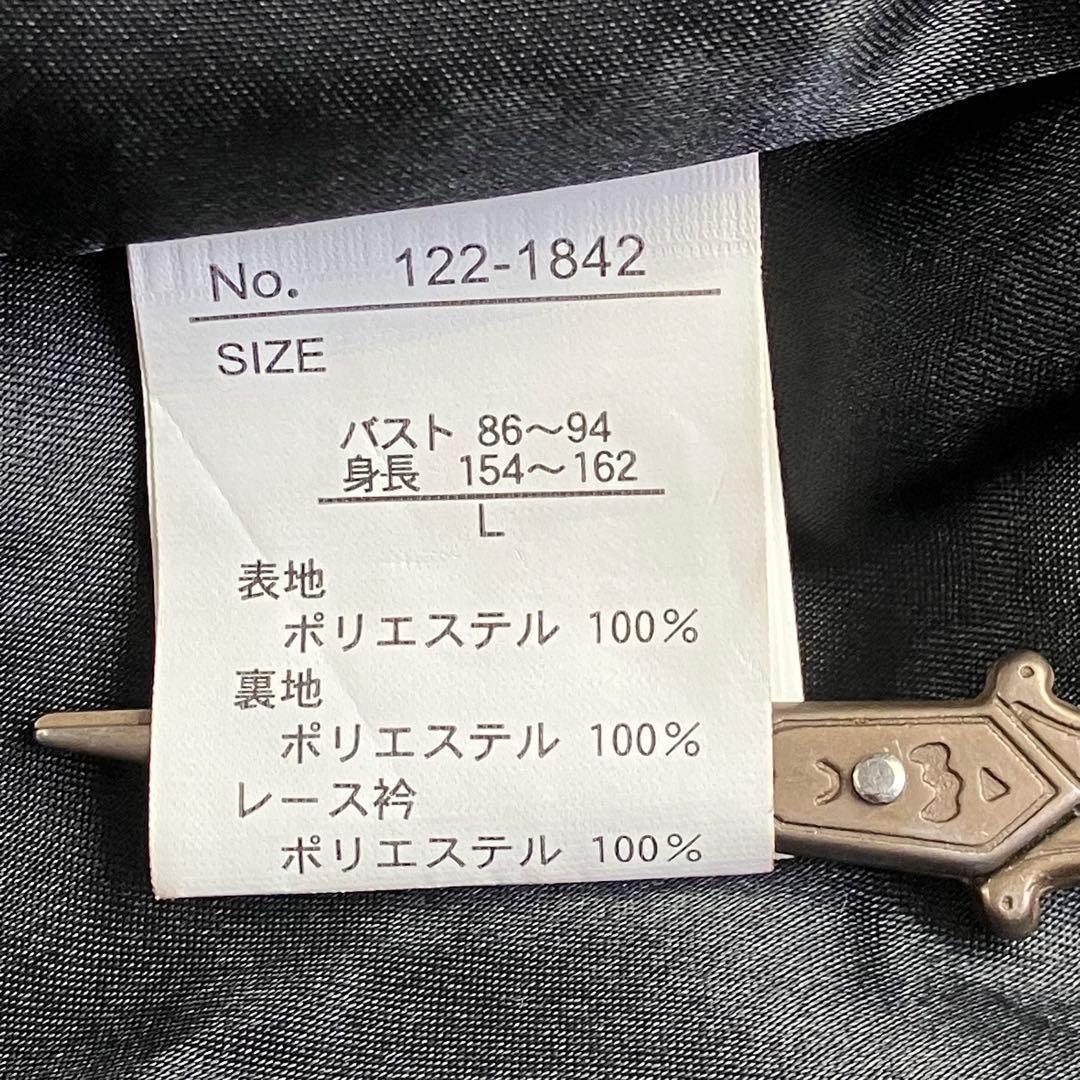 No. 122-1842
SIZE
バスト 86〜94
身長 154〜162
L
表地
ポリエステル 100%
裏地
ポリエステル 100%
レース衿
ポリエステル 100%